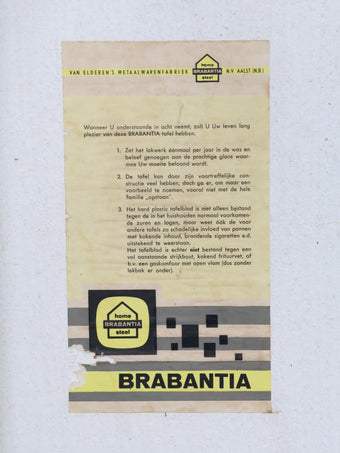 VAN ELDEREN'S METAALWARENFABRIEK
home
BRABANTIA
steel
N.V. AALST (N.B.)
Wanneer U onderstaande in acht neemt, zult U Uw leven lang
plezier van deze BRABANTIA tafel hebben.
1. Zet het lakwerk éénmaal per jaar in de was en
beleef genoegen aan de prachtige glans waar-
mee Uw moeite beloond wordt.
2. De tafel kan door zijn voortreffelijke con-
structie veel hebben, doch ga er, om maar een
voorbeeld te noemen, vooral niet met de hele
familie „opstaan".
3. Het hard plastic tafelblad is niet alleen bestand
tegen de in het huishouden normaal voorkomen-
de zuren en logen, maar weet ook de voor
andere tafels zo schadelijke invloed van pannen
met kokende inhoud, brandende sigaretten e.d.
uitstekend te weerstaan.
Het tafelblad is echter niet bestand tegen een
vol aanstaande strijkbout, kokend frituurvet, of
b.v. een gaskomfoor met open vlam (dus zonder
lekbak er onder).
home
BRABANTIA
steel
BRABANTIA